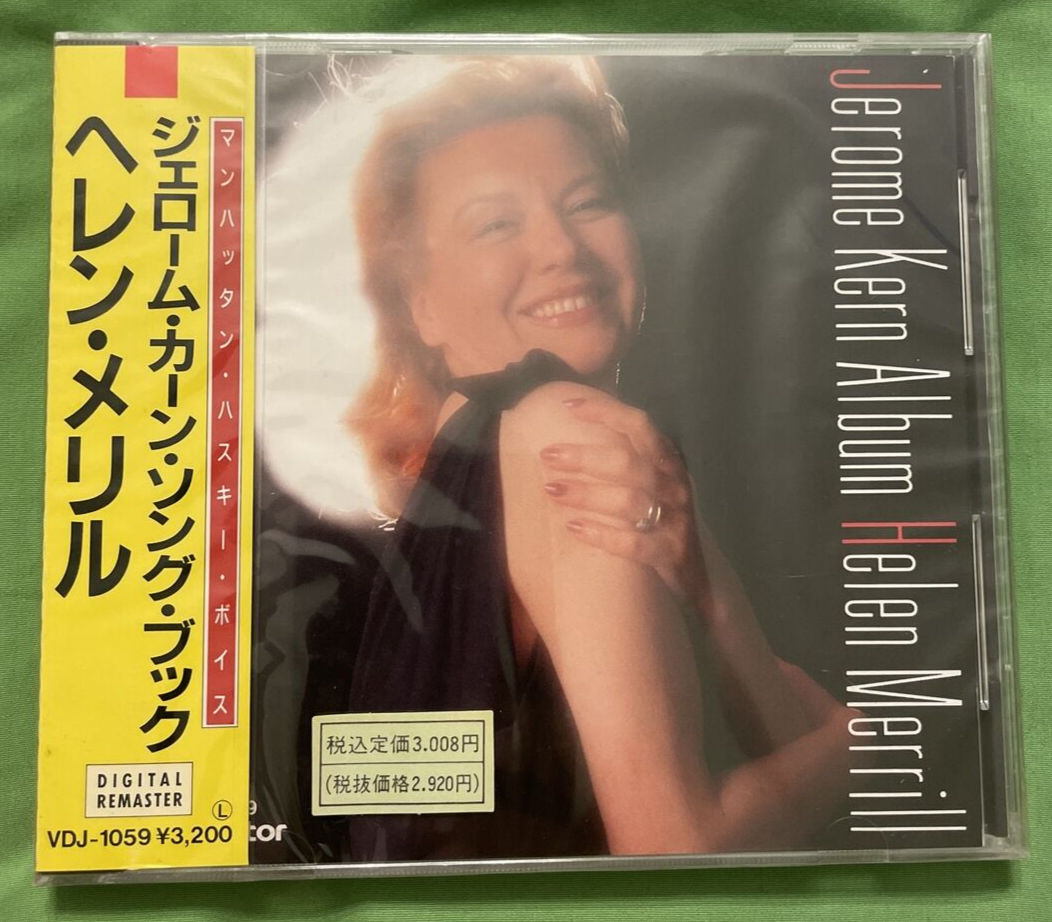 マンハッタン・ハスキー・ボイス
ジェローム・カーン・ソング・ブック
ヘレン・メリル
DIGITAL
REMASTER
Ⓛ
VDJ-1059 ¥3,200
9
tor
税込定価3.008円
(税抜価格2.920円)
Jerome Kern Album Helen Merrill